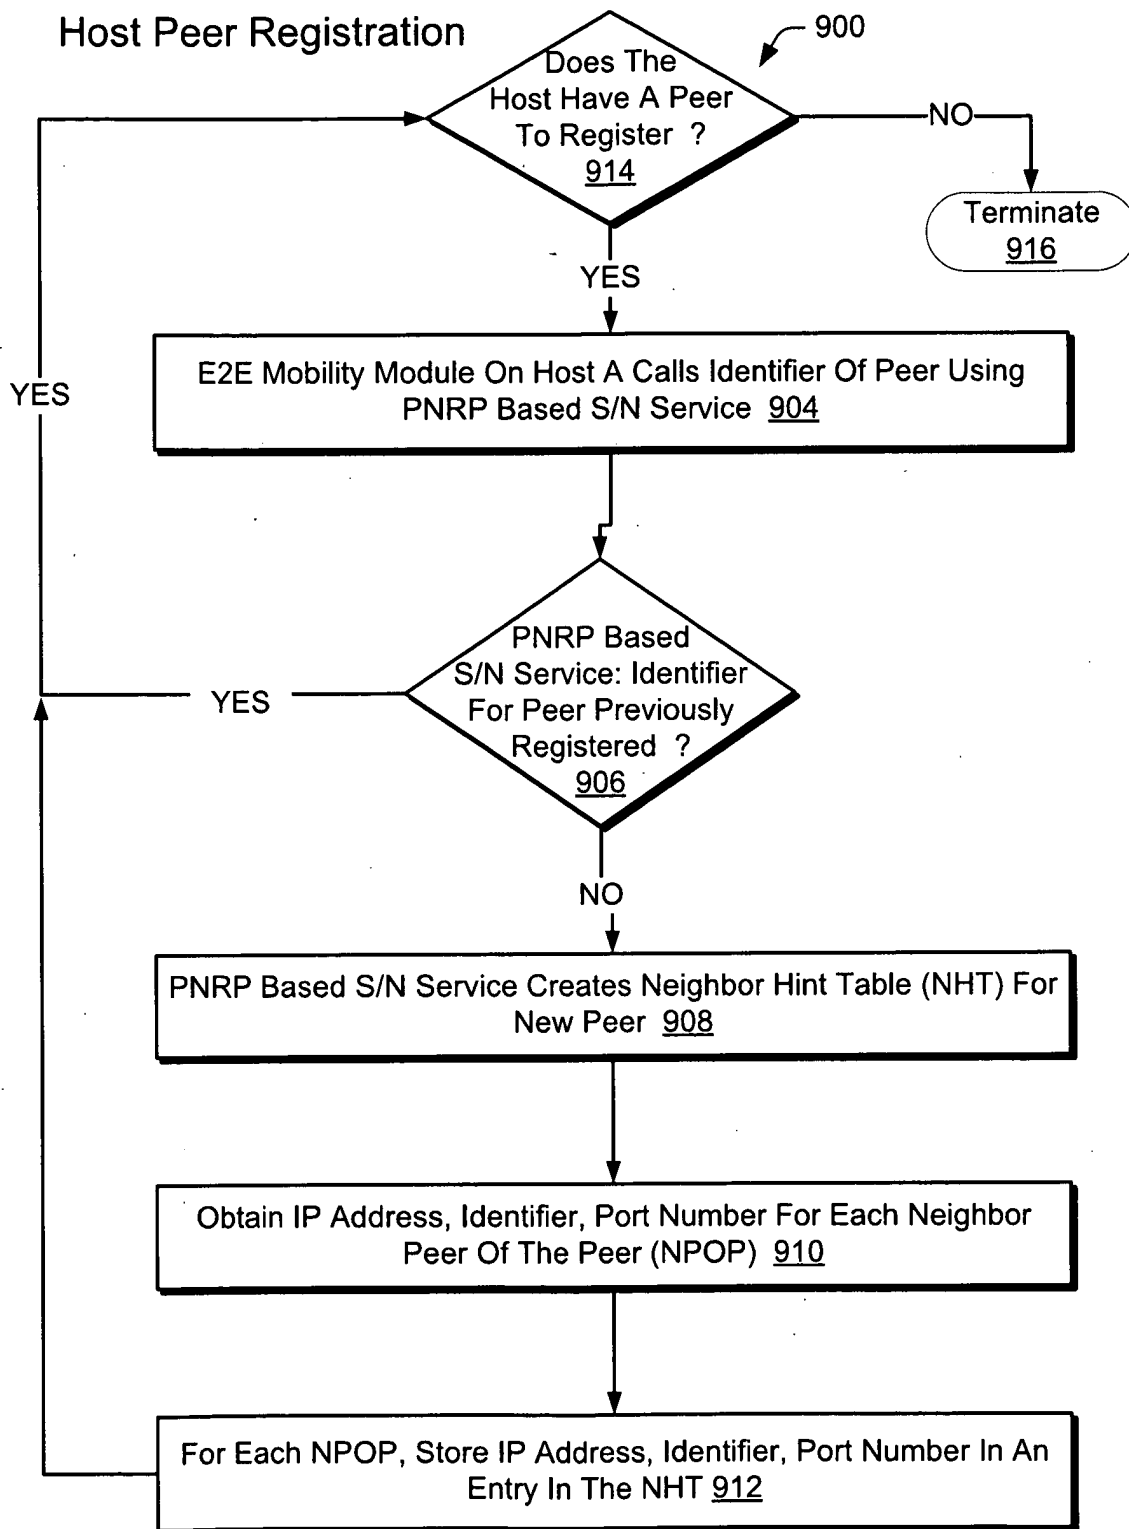 Host Peer Registration
900
Does The
Host Have A Peer
To Register ?
914
NO
Terminate
916
YES
E2E Mobility Module On Host A Calls Identifier Of Peer Using
PNRP Based S/N Service 904
YES
PNRP Based
S/N Service: Identifier
For Peer Previously
Registered ?
906
YES
NO
PNRP Based S/N Service Creates Neighbor Hint Table (NHT) For
New Peer 908
Obtain IP Address, Identifier, Port Number For Each Neighbor
Peer Of The Peer (NPOP) 910
For Each NPOP, Store IP Address, Identifier, Port Number In An
Entry In The NHT 912